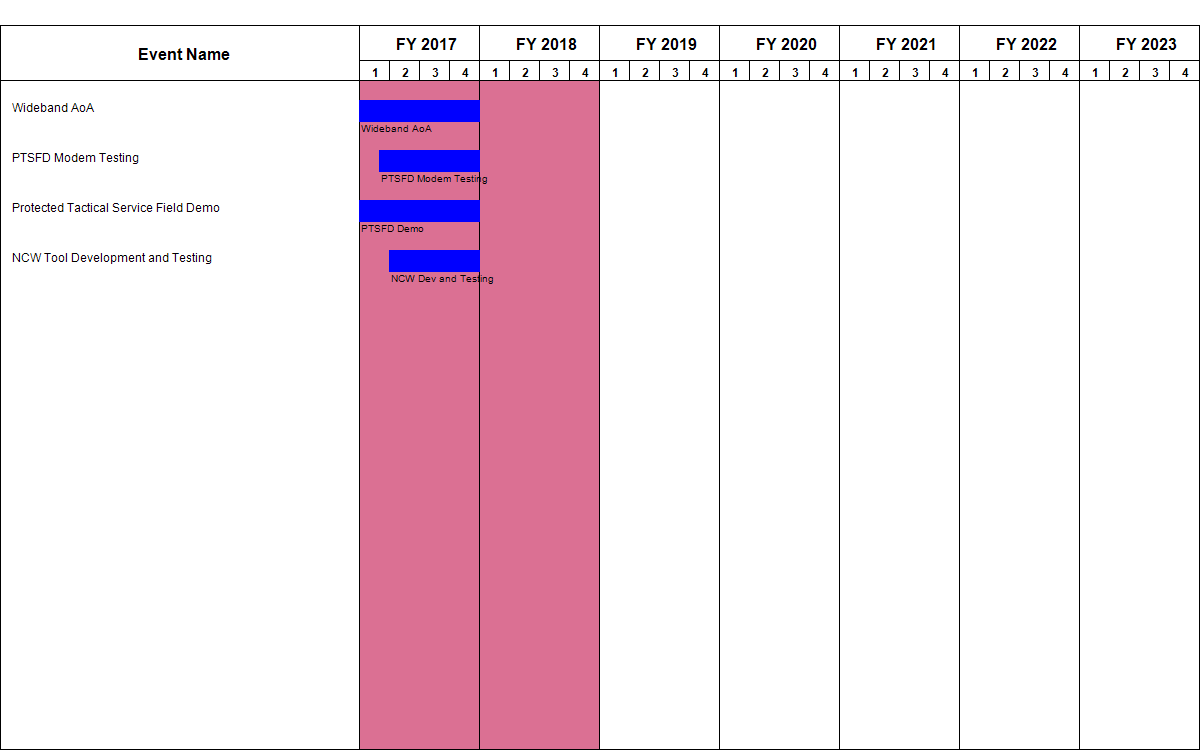 Event Name
FY 2017 FY 2018 FY 2019 FY 2020 FY 2021 FY 2022 FY 2023
1 2 3 4 1 2 3 4 1 2 3 4 1 2 3 4 1 2 3 4 1 2 3 4 1 2 3 4
Wideband AoA
Wideband AoA
PTSFD Modem Testing
PTSFD Modem Testing
Protected Tactical Service Field Demo
PTSFD Demo
NCW Tool Development and Testing
NCW Dev and Testing